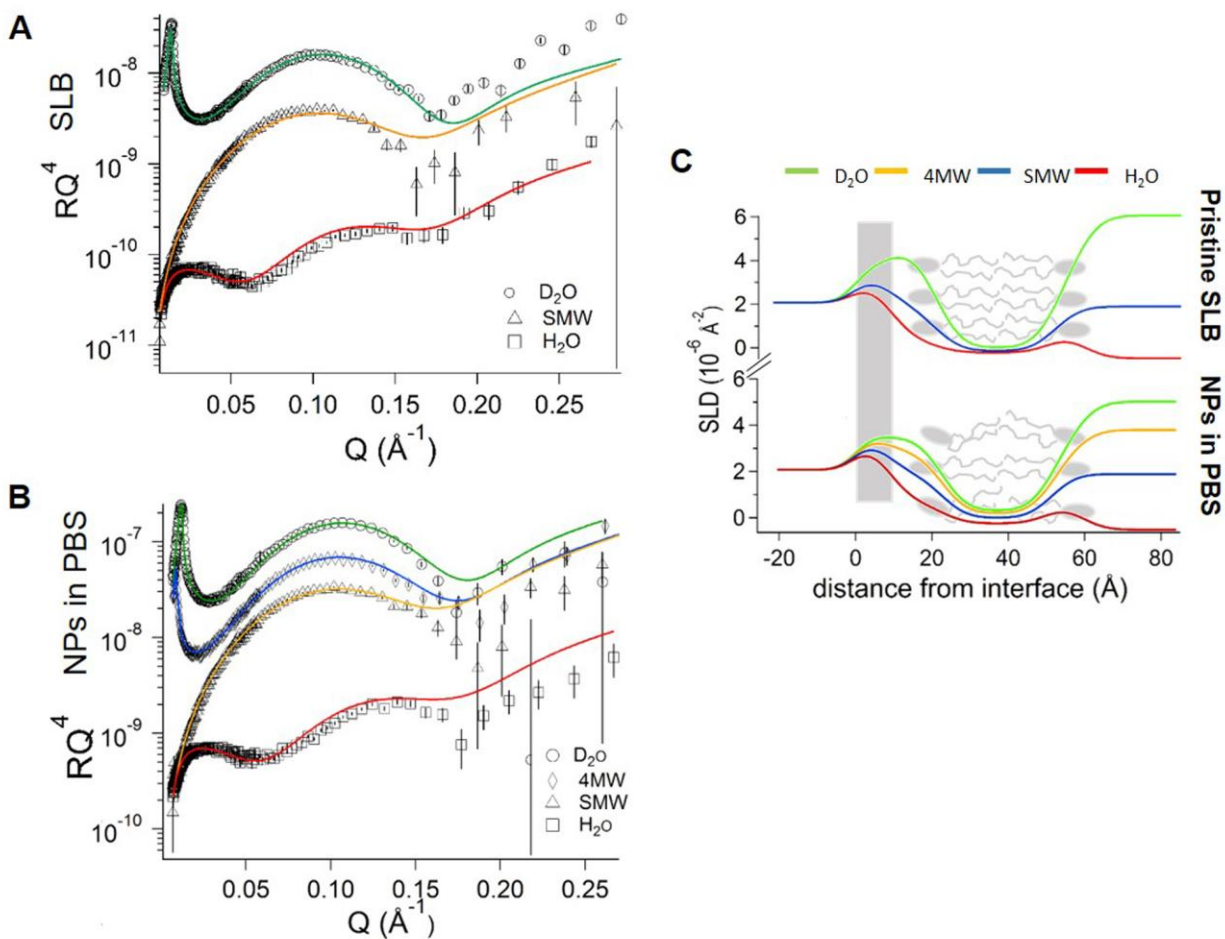 A
RQ⁴ SLB
10⁻⁸
10⁻⁹
10⁻¹⁰
10⁻¹¹
D₂O
SMW
H₂O
0.05 0.10 0.15 0.20 0.25
Q (Å⁻¹)
B
RQ⁴ NPs in PBS
10⁻⁷
10⁻⁸
10⁻⁹
10⁻¹⁰
D₂O
4MW
SMW
H₂O
0.05 0.10 0.15 0.20 0.25
Q (Å⁻¹)
C
D₂O 4MW SMW H₂O
SLD (10⁻⁶ Å⁻²)
6
4
2
0
6
4
2
0
Pristine SLB
NPs in PBS
-20 0 20 40 60 80
distance from interface (Å)